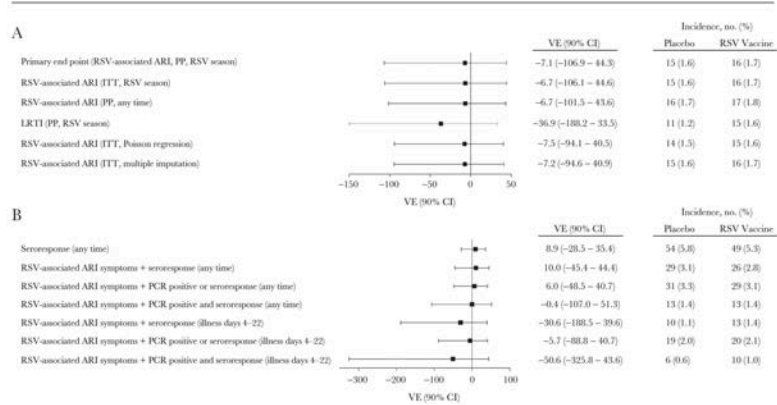 A
Incidence, no. (%)
VE (90% CI) Placebo RSV Vaccine
Primary end point (RSV-associated ARI, PP, RSV season) −7.1 (−106.9 – 44.3) 15 (1.6) 16 (1.7)
RSV-associated ARI (ITT, RSV season) −6.7 (−106.1 – 44.6) 15 (1.6) 16 (1.7)
RSV-associated ARI (PP, any time) −6.7 (−101.5 – 43.6) 16 (1.7) 17 (1.8)
LRTI (PP, RSV season) −36.9 (−188.2 – 33.5) 11 (1.2) 15 (1.6)
RSV-associated ARI (ITT, Poisson regression) −7.5 (−94.1 – 40.5) 14 (1.5) 15 (1.6)
RSV-associated ARI (ITT, multiple imputation) −7.2 (−94.6 – 40.9) 15 (1.6) 16 (1.7)
−150 −100 −50 0 50
VE (90% CI)
B
Incidence, no. (%)
VE (90% CI) Placebo RSV Vaccine
Seroresponse (any time) 8.9 (−28.5 – 35.4) 54 (5.8) 49 (5.3)
RSV-associated ARI symptoms + seroresponse (any time) 10.0 (−45.4 – 44.4) 29 (3.1) 26 (2.8)
RSV-associated ARI symptoms + PCR positive or seroresponse (any time) 6.0 (−48.5 – 40.7) 31 (3.3) 29 (3.1)
RSV-associated ARI symptoms + PCR positive and seroresponse (any time) −0.4 (−107.0 – 51.3) 13 (1.4) 13 (1.4)
RSV-associated ARI symptoms + seroresponse (illness days 4–22) −30.6 (−188.5 – 39.6) 10 (1.1) 13 (1.4)
RSV-associated ARI symptoms + PCR positive or seroresponse (illness days 4–22) −5.7 (−88.8 – 40.7) 19 (2.0) 20 (2.1)
RSV-associated ARI symptoms + PCR positive and seroresponse (illness days 4–22) −50.6 (−325.8 – 43.6) 6 (0.6) 10 (1.0)
−300 −200 −100 0 100
VE (90% CI)